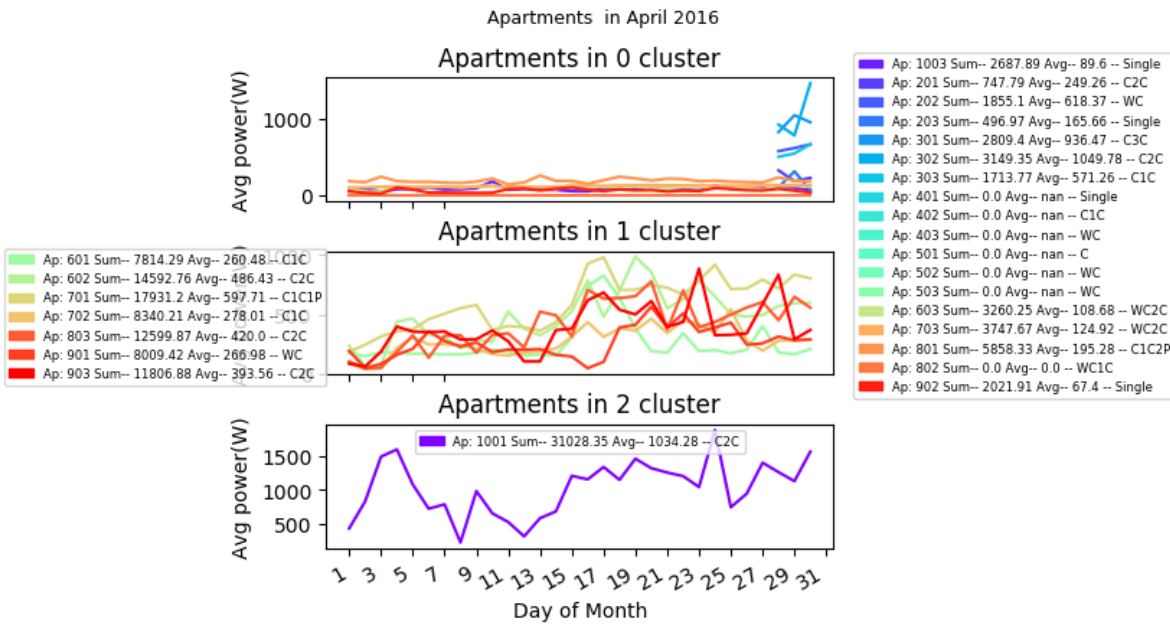 Apartments in April 2016
Apartments in 0 cluster
Avg power(W)
1000
0
Ap: 1003 Sum-- 2687.89 Avg-- 89.6 -- Single
Ap: 201 Sum-- 747.79 Avg-- 249.26 -- C2C
Ap: 202 Sum-- 1855.1 Avg-- 618.37 -- WC
Ap: 203 Sum-- 496.97 Avg-- 165.66 -- Single
Ap: 301 Sum-- 2809.4 Avg-- 936.47 -- C3C
Ap: 302 Sum-- 3149.35 Avg-- 1049.78 -- C2C
Ap: 303 Sum-- 1713.77 Avg-- 571.26 -- C1C
Ap: 401 Sum-- 0.0 Avg-- nan -- Single
Ap: 402 Sum-- 0.0 Avg-- nan -- C1C
Ap: 403 Sum-- 0.0 Avg-- nan -- WC
Ap: 501 Sum-- 0.0 Avg-- nan -- C
Ap: 502 Sum-- 0.0 Avg-- nan -- WC
Ap: 503 Sum-- 0.0 Avg-- nan -- WC
Ap: 603 Sum-- 3260.25 Avg-- 108.68 -- WC2C
Ap: 703 Sum-- 3747.67 Avg-- 124.92 -- WC2C
Ap: 801 Sum-- 5858.33 Avg-- 195.28 -- C1C2P
Ap: 802 Sum-- 0.0 Avg-- 0.0 -- WC1C
Ap: 902 Sum-- 2021.91 Avg-- 67.4 -- Single
Apartments in 1 cluster
Ap: 601 Sum-- 7814.29 Avg-- 260.48 -- C1C
Ap: 602 Sum-- 14592.76 Avg-- 486.43 -- C2C
Ap: 701 Sum-- 17931.2 Avg-- 597.71 -- C1C1P
Ap: 702 Sum-- 8340.21 Avg-- 278.01 -- C1C
Ap: 803 Sum-- 12599.87 Avg-- 420.0 -- C2C
Ap: 901 Sum-- 8009.42 Avg-- 266.98 -- WC
Ap: 903 Sum-- 11806.88 Avg-- 393.56 -- C2C
Apartments in 2 cluster
Ap: 1001 Sum-- 31028.35 Avg-- 1034.28 -- C2C
Avg power(W)
1500
1000
500
1 3 5 7 9 11 13 15 17 19 21 23 25 27 29 31
Day of Month